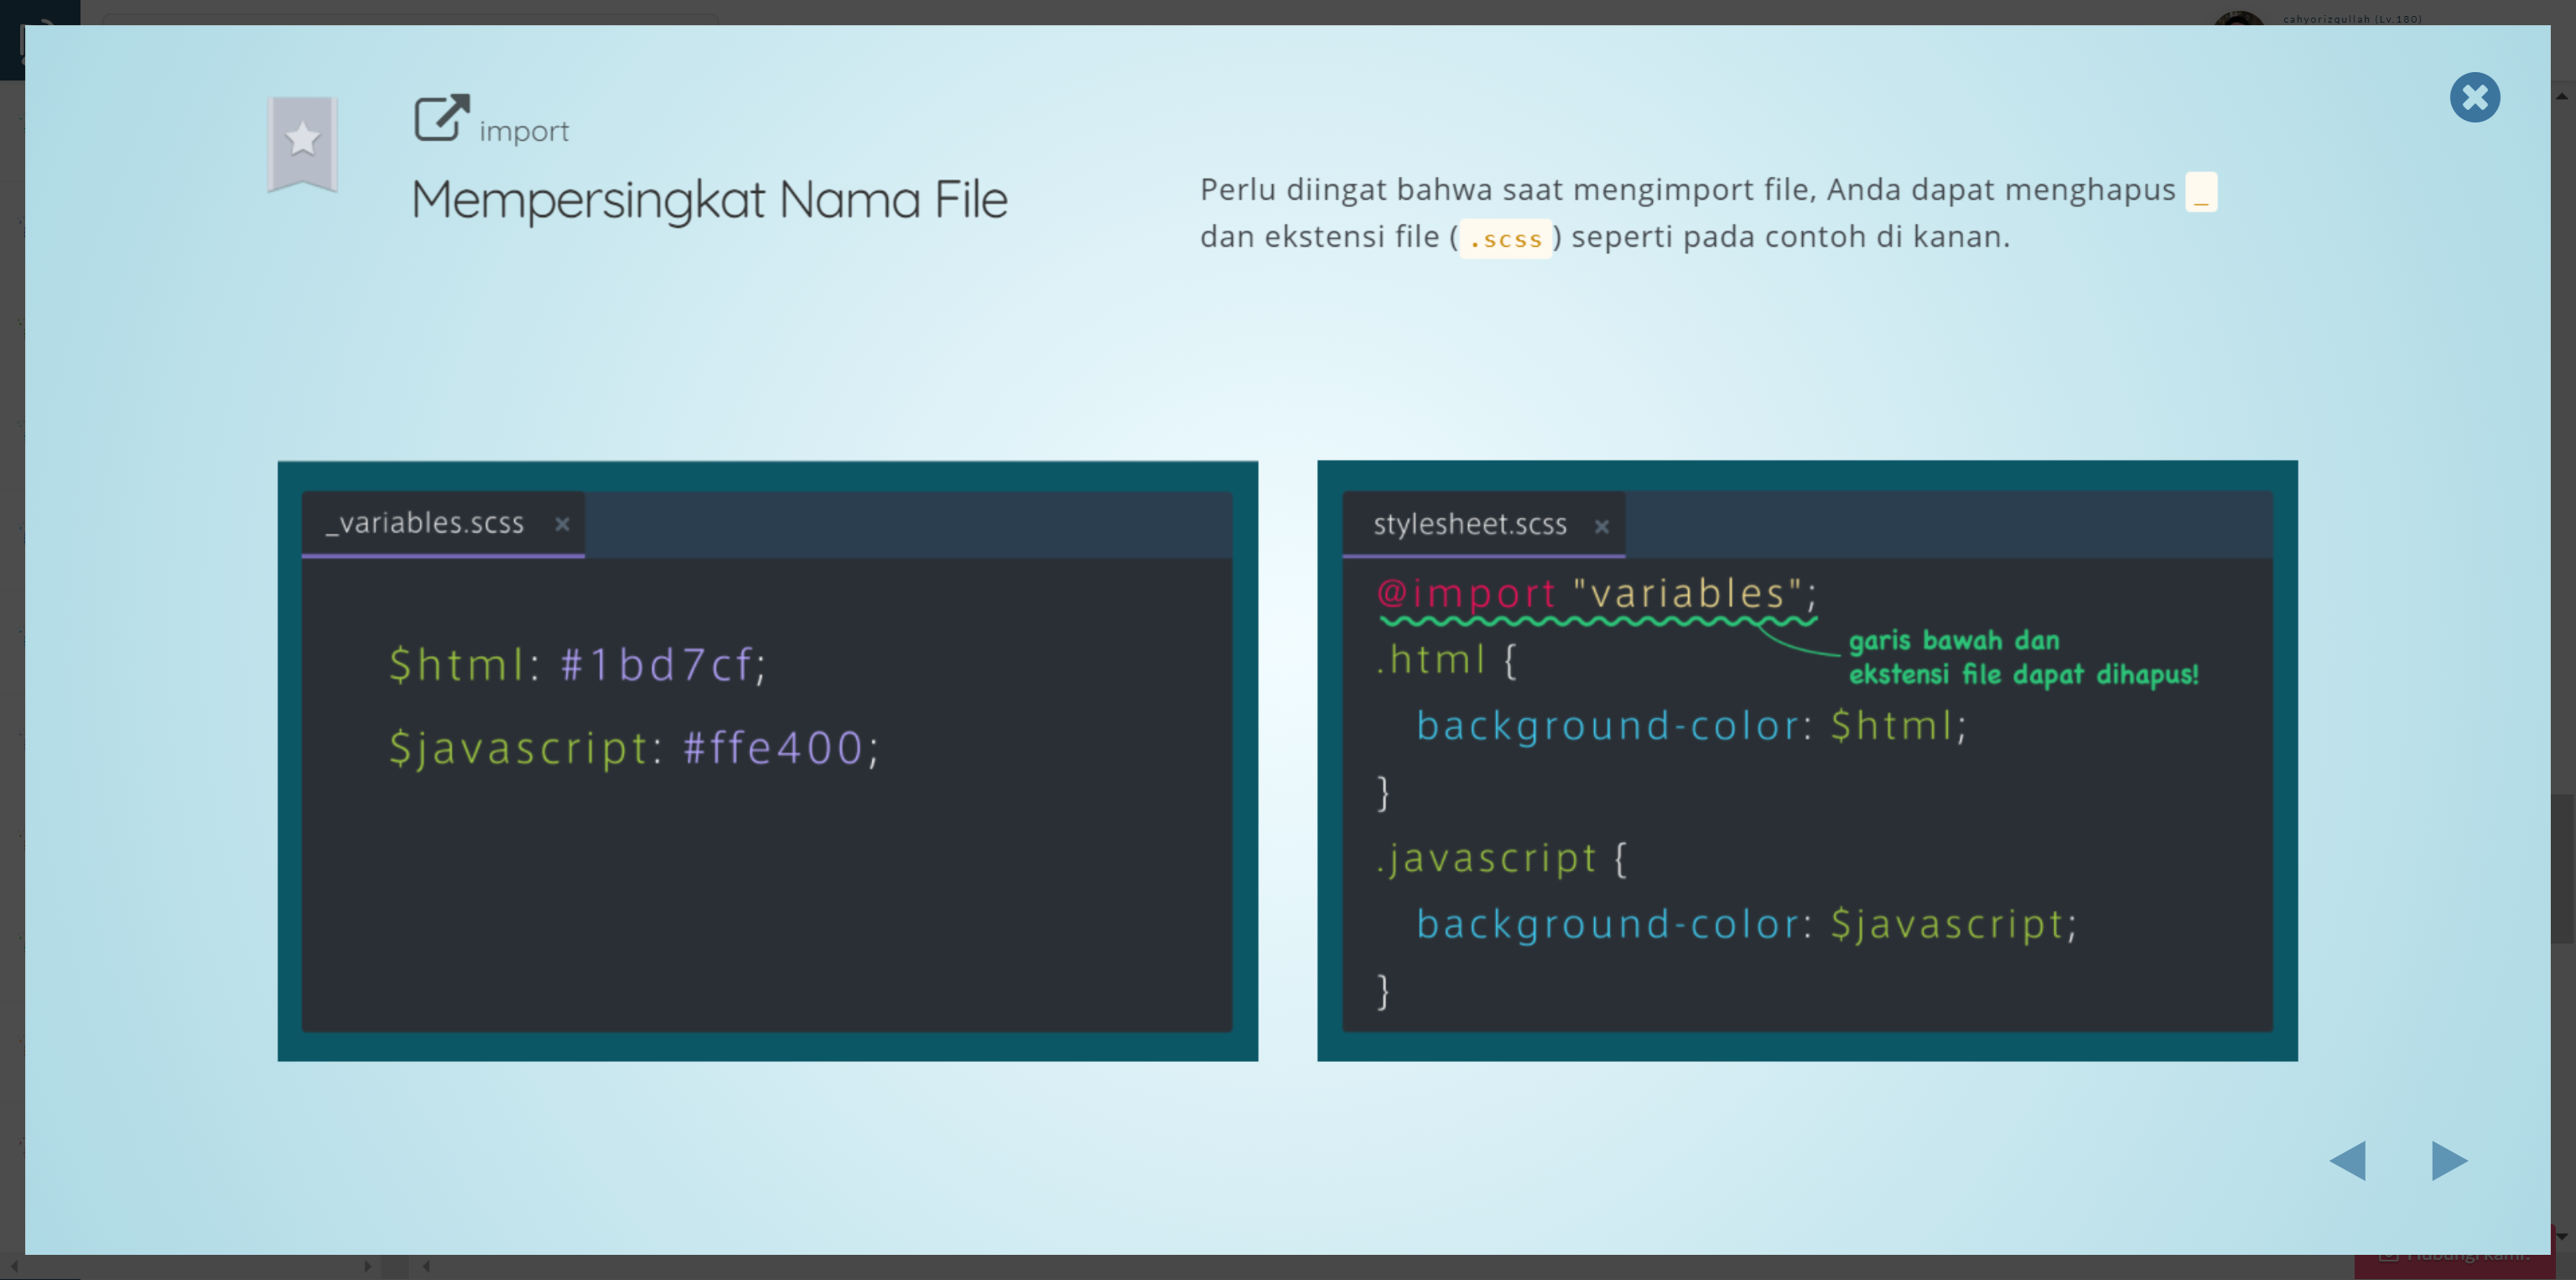 cahyorizqullah (Lv.180)
import
Mempersingkat Nama File
Perlu diingat bahwa saat mengimport file, Anda dapat menghapus _
dan ekstensi file ( .scss ) seperti pada contoh di kanan.
_variables.scss ×
$html: #1bd7cf;
$javascript: #ffe400;
stylesheet.scss ×
@import "variables";
garis bawah dan
ekstensi file dapat dihapus!
.html {
background-color: $html;
}
.javascript {
background-color: $javascript;
}